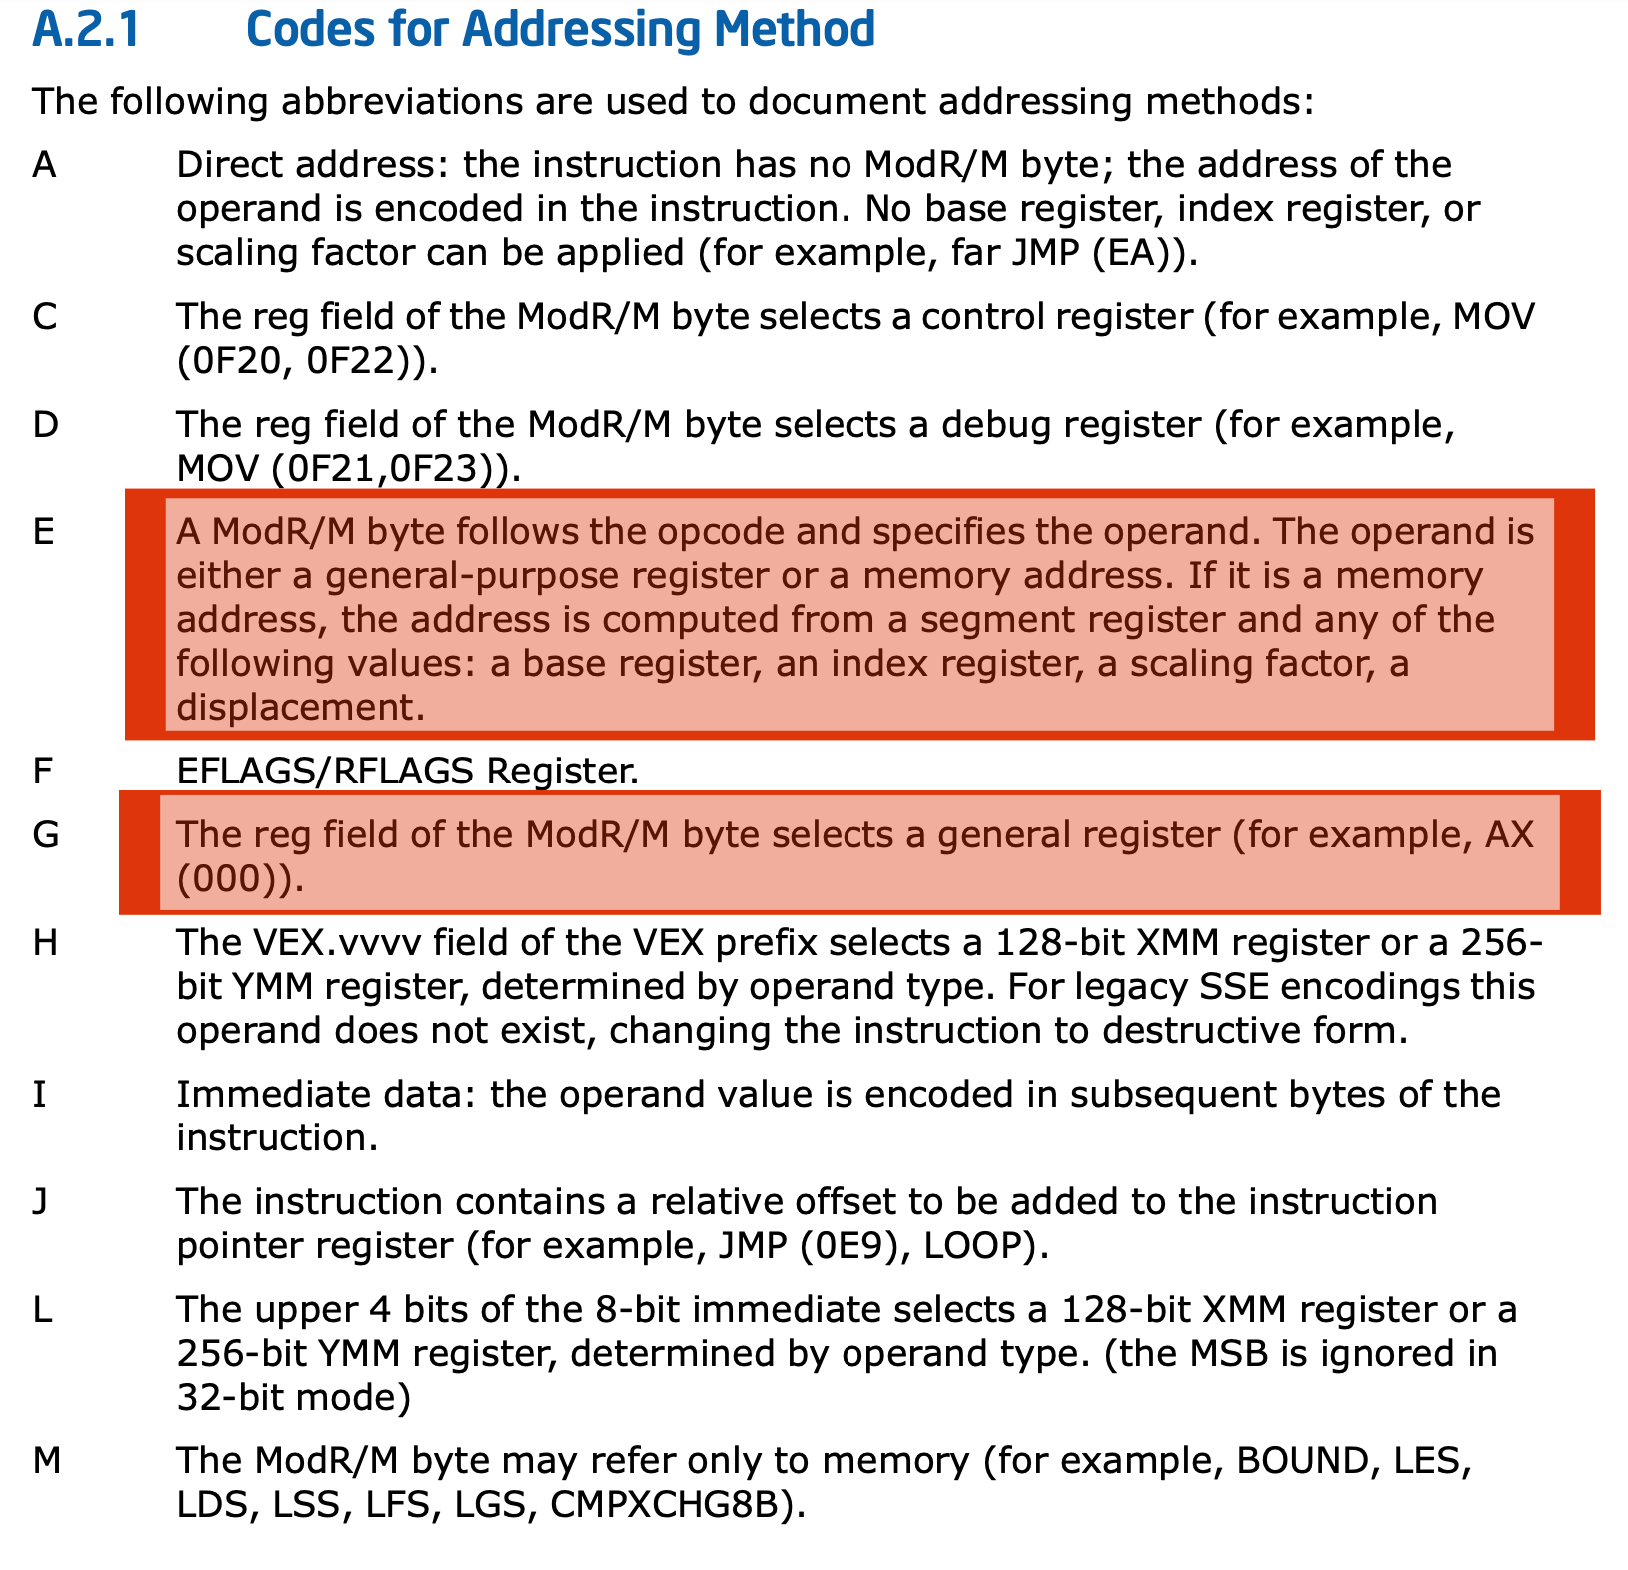 A.2.1 Codes for Addressing Method
The following abbreviations are used to document addressing methods:
A Direct address: the instruction has no ModR/M byte; the address of the
operand is encoded in the instruction. No base register, index register, or
scaling factor can be applied (for example, far JMP (EA)).
C The reg field of the ModR/M byte selects a control register (for example, MOV
(0F20, 0F22)).
D The reg field of the ModR/M byte selects a debug register (for example,
MOV (0F21,0F23)).
E A ModR/M byte follows the opcode and specifies the operand. The operand is
either a general-purpose register or a memory address. If it is a memory
address, the address is computed from a segment register and any of the
following values: a base register, an index register, a scaling factor, a
displacement.
F EFLAGS/RFLAGS Register.
G The reg field of the ModR/M byte selects a general register (for example, AX
(000)).
H The VEX.vvvv field of the VEX prefix selects a 128-bit XMM register or a 256-
bit YMM register, determined by operand type. For legacy SSE encodings this
operand does not exist, changing the instruction to destructive form.
I Immediate data: the operand value is encoded in subsequent bytes of the
instruction.
J The instruction contains a relative offset to be added to the instruction
pointer register (for example, JMP (0E9), LOOP).
L The upper 4 bits of the 8-bit immediate selects a 128-bit XMM register or a
256-bit YMM register, determined by operand type. (the MSB is ignored in
32-bit mode)
M The ModR/M byte may refer only to memory (for example, BOUND, LES,
LDS, LSS, LFS, LGS, CMPXCHG8B).